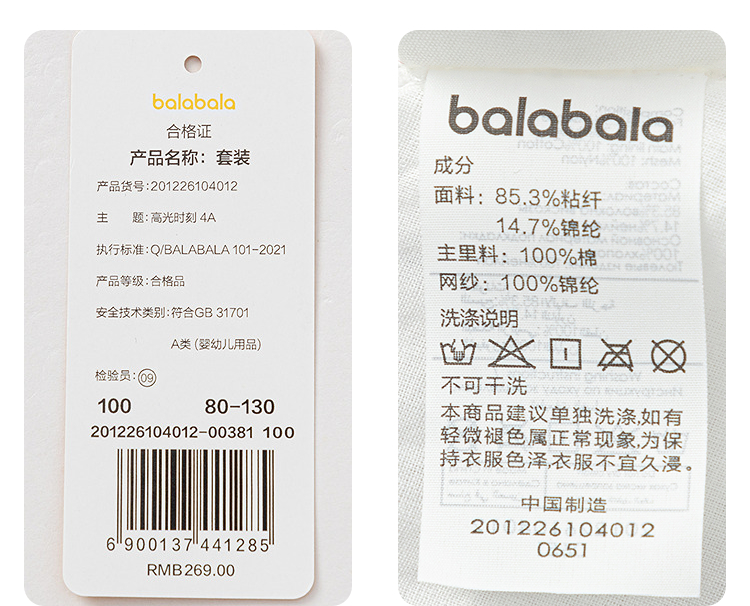 balabala
合格证
产品名称：套装
产品货号:201226104012
主 题:高光时刻 4A
执行标准:Q/BALABALA 101-2021
产品等级:合格品
安全技术类别:符合GB 31701
A类 (婴幼儿用品)
检验员: 09
100 80-130
201226104012-00381 100
6 900137 441285
RMB269.00
balabala
成分
面料: 85.3%粘纤
14.7%锦纶
主里料: 100%棉
网纱: 100%锦纶
洗涤说明
不可干洗
本商品建议单独洗涤,如有
轻微褪色属正常现象,为保
持衣服色泽,衣服不宜久浸。
中国制造
201226104012
0651